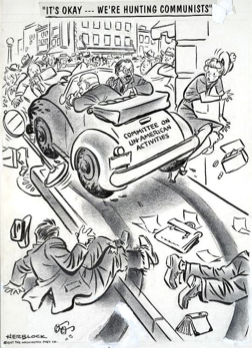 "IT'S OKAY --- WE'RE HUNTING COMMUNISTS"
COMMITTEE ON
UN-AMERICAN
ACTIVITIES
HERBLOCK